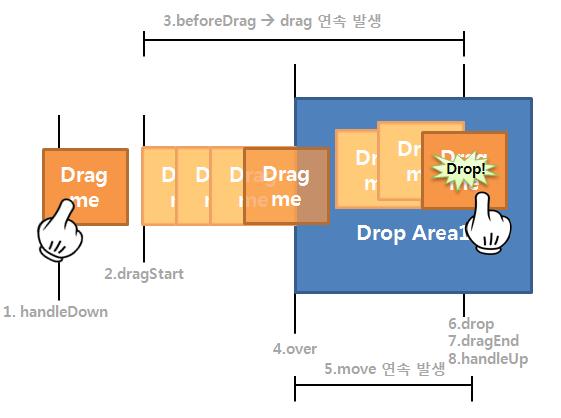 3.beforeDrag → drag 연속 발생
Drag
me
Drag
me
Drop!
Drop Area1
2.dragStart
1. handleDown
4.over
6.drop
7.dragEnd
8.handleUp
5.move 연속 발생